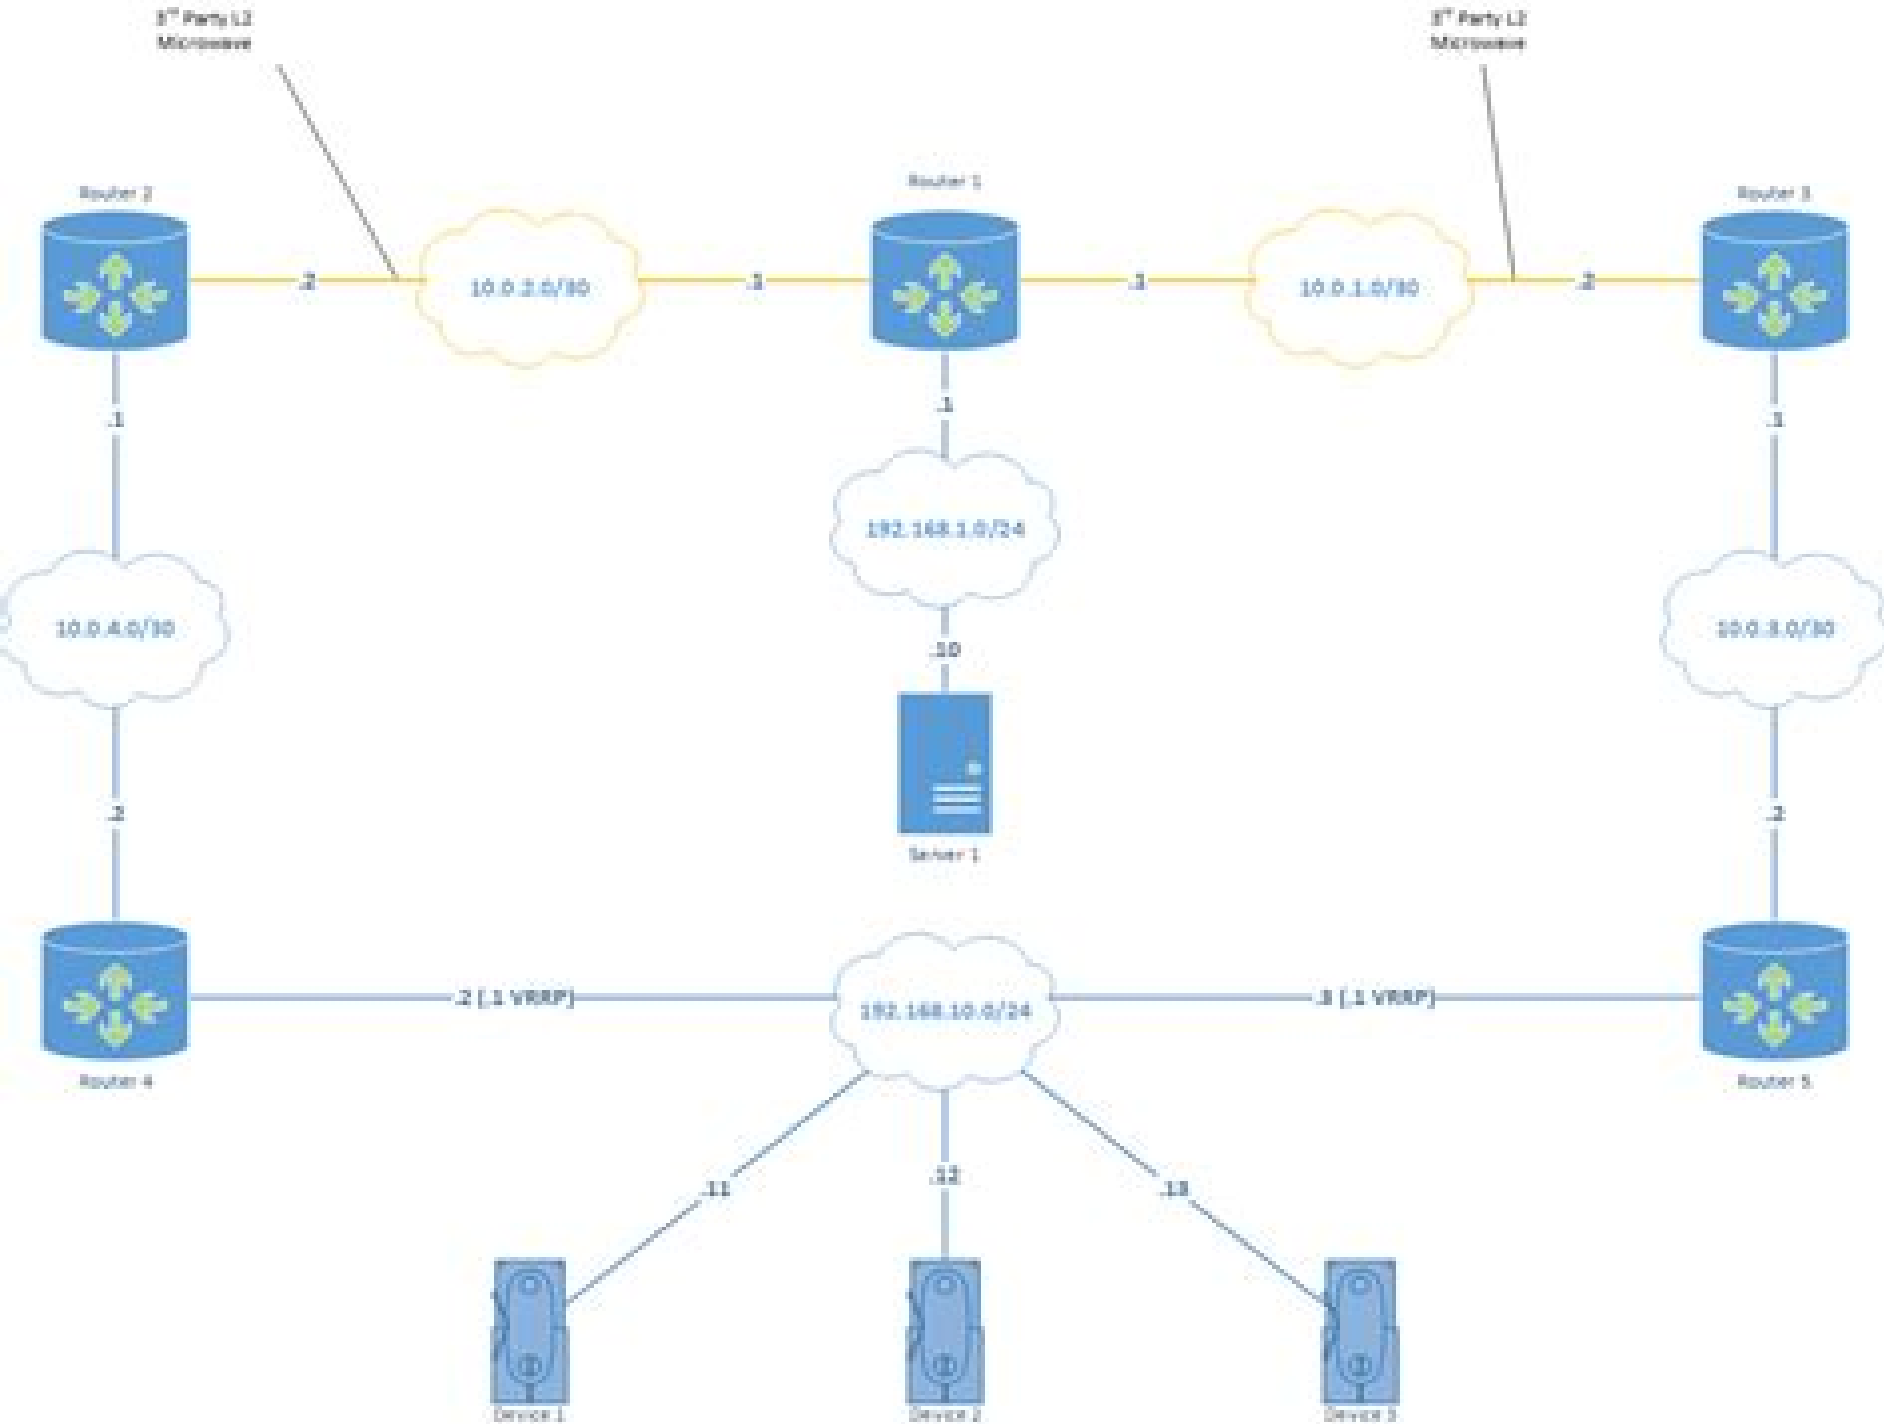 3rd Party L2
Microwave
3rd Party L2
Microwave
Router 2
Router 1
Router 3
.2
10.0.2.0/30
.1
.1
10.0.1.0/30
.2
.1
.1
.1
192.168.1.0/24
10.0.4.0/30
.10
10.0.3.0/30
.2
.2
Server 1
.2 (.1 VRRP)
192.168.10.0/24
.3 (.1 VRRP)
Router 4
Router 5
.11
.12
.13
Device 1
Device 2
Device 3